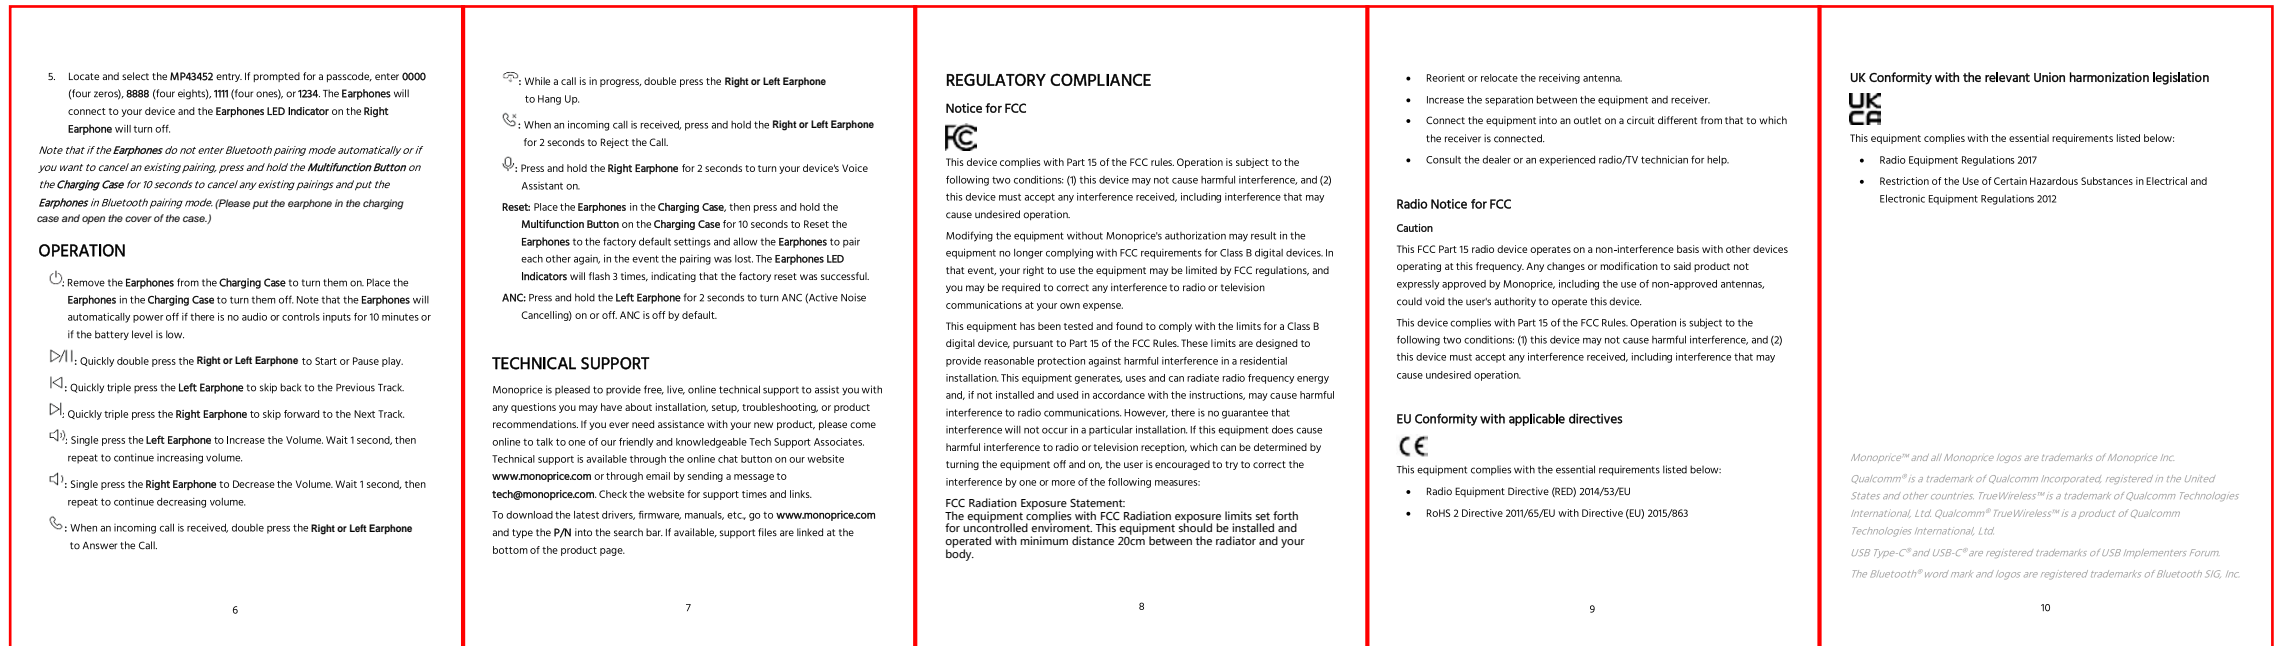 5. Locate and select the MP43452 entry. If prompted for a passcode, enter 0000
(four zeros), 8888 (four eights), 1111 (four ones), or 1234. The Earphones will
connect to your device and the Earphones LED Indicator on the Right
Earphone will turn off.
Note that if the Earphones do not enter Bluetooth pairing mode automatically or if
you want to cancel an existing pairing, press and hold the Multifunction Button on
the Charging Case for 10 seconds to cancel any existing pairings and put the
Earphones in Bluetooth pairing mode. (Please put the earphone in the charging
case and open the cover of the case.)
OPERATION
: Remove the Earphones from the Charging Case to turn them on. Place the
Earphones in the Charging Case to turn them off. Note that the Earphones will
automatically power off if there is no audio or controls inputs for 10 minutes or
if the battery level is low.
: Quickly double press the Right or Left Earphone to Start or Pause play.
: Quickly triple press the Left Earphone to skip back to the Previous Track.
: Quickly triple press the Right Earphone to skip forward to the Next Track.
: Single press the Left Earphone to Increase the Volume. Wait 1 second, then
repeat to continue increasing volume.
: Single press the Right Earphone to Decrease the Volume. Wait 1 second, then
repeat to continue decreasing volume.
: When an incoming call is received, double press the Right or Left Earphone
to Answer the Call.
6
: While a call is in progress, double press the Right or Left Earphone
to Hang Up.
: When an incoming call is received, press and hold the Right or Left Earphone
for 2 seconds to Reject the Call.
: Press and hold the Right Earphone for 2 seconds to turn your device's Voice
Assistant on.
Reset: Place the Earphones in the Charging Case, then press and hold the
Multifunction Button on the Charging Case for 10 seconds to Reset the
Earphones to the factory default settings and allow the Earphones to pair
each other again, in the event the pairing was lost. The Earphones LED
Indicators will flash 3 times, indicating that the factory reset was successful.
ANC: Press and hold the Left Earphone for 2 seconds to turn ANC (Active Noise
Cancelling) on or off. ANC is off by default.
TECHNICAL SUPPORT
Monoprice is pleased to provide free, live, online technical support to assist you with
any questions you may have about installation, setup, troubleshooting, or product
recommendations. If you ever need assistance with your new product, please come
online to talk to one of our friendly and knowledgeable Tech Support Associates.
Technical support is available through the online chat button on our website
www.monoprice.com or through email by sending a message to
tech@monoprice.com. Check the website for support times and links.
To download the latest drivers, firmware, manuals, etc., go to www.monoprice.com
and type the P/N into the search bar. If available, support files are linked at the
bottom of the product page.
7
REGULATORY COMPLIANCE
Notice for FCC
FC
This device complies with Part 15 of the FCC rules. Operation is subject to the
following two conditions: (1) this device may not cause harmful interference, and (2)
this device must accept any interference received, including interference that may
cause undesired operation.
Modifying the equipment without Monoprice's authorization may result in the
equipment no longer complying with FCC requirements for Class B digital devices. In
that event, your right to use the equipment may be limited by FCC regulations, and
you may be required to correct any interference to radio or television
communications at your own expense.
This equipment has been tested and found to comply with the limits for a Class B
digital device, pursuant to Part 15 of the FCC Rules. These limits are designed to
provide reasonable protection against harmful interference in a residential
installation. This equipment generates, uses and can radiate radio frequency energy
and, if not installed and used in accordance with the instructions, may cause harmful
interference to radio communications. However, there is no guarantee that
interference will not occur in a particular installation. If this equipment does cause
harmful interference to radio or television reception, which can be determined by
turning the equipment off and on, the user is encouraged to try to correct the
interference by one or more of the following measures:
FCC Radiation Exposure Statement:
The equipment complies with FCC Radiation exposure limits set forth
for uncontrolled enviroment. This equipment should be installed and
operated with minimum distance 20cm between the radiator and your
body.
8
• Reorient or relocate the receiving antenna.
• Increase the separation between the equipment and receiver.
• Connect the equipment into an outlet on a circuit different from that to which
the receiver is connected.
• Consult the dealer or an experienced radio/TV technician for help.
Radio Notice for FCC
Caution
This FCC Part 15 radio device operates on a non-interference basis with other devices
operating at this frequency. Any changes or modification to said product not
expressly approved by Monoprice, including the use of non-approved antennas,
could void the user's authority to operate this device.
This device complies with Part 15 of the FCC Rules. Operation is subject to the
following two conditions: (1) this device may not cause harmful interference, and (2)
this device must accept any interference received, including interference that may
cause undesired operation.
EU Conformity with applicable directives
CE
This equipment complies with the essential requirements listed below:
• Radio Equipment Directive (RED) 2014/53/EU
• RoHS 2 Directive 2011/65/EU with Directive (EU) 2015/863
9
UK Conformity with the relevant Union harmonization legislation
UK
CA
This equipment complies with the essential requirements listed below:
• Radio Equipment Regulations 2017
• Restriction of the Use of Certain Hazardous Substances in Electrical and
Electronic Equipment Regulations 2012
Monoprice™ and all Monoprice logos are trademarks of Monoprice Inc.
Qualcomm® is a trademark of Qualcomm Incorporated, registered in the United
States and other countries. TrueWireless™ is a trademark of Qualcomm Technologies
International, Ltd. Qualcomm® TrueWireless™ is a product of Qualcomm
Technologies International, Ltd.
USB Type-C® and USB-C® are registered trademarks of USB Implementers Forum.
The Bluetooth® word mark and logos are registered trademarks of Bluetooth SIG, Inc.
10